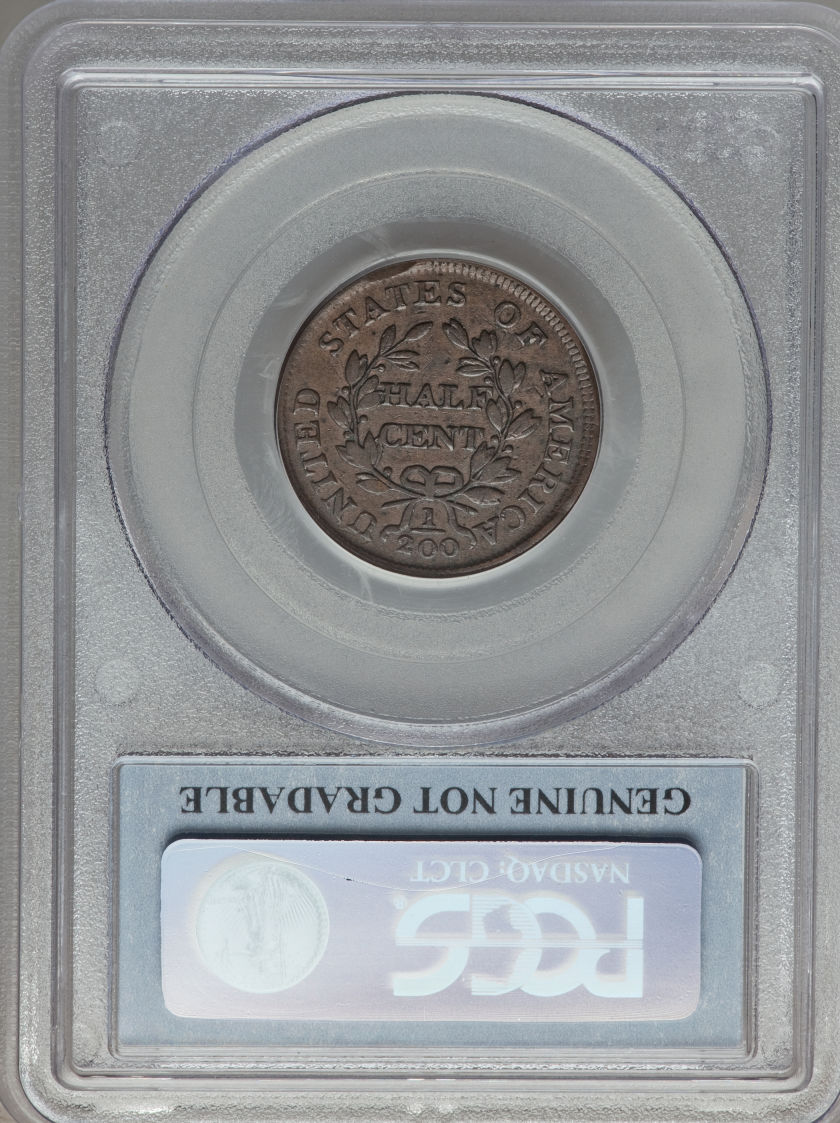 UNITED STATES OF AMERICA
HALF
CENT
1
200
GENUINE NOT GRADABLE
NASDAQ: CLCT
PCGS®